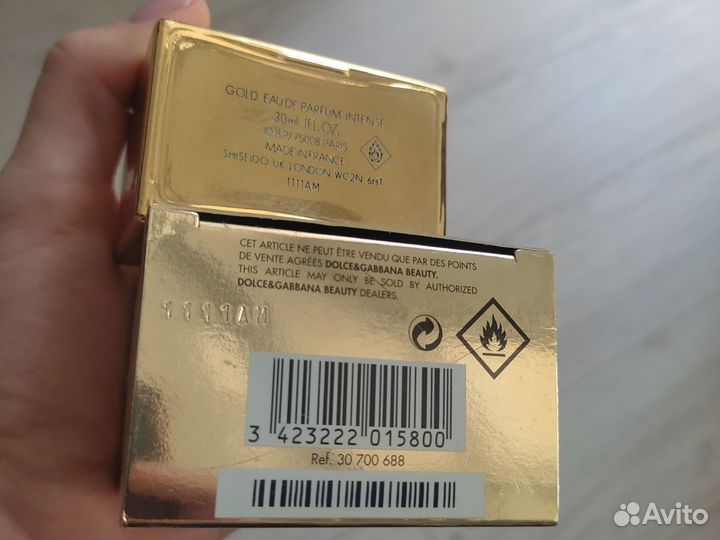 GOLD EAU DE PARFUM INTENSE
30ml 1FL.OZ.
©BPI 75008 PARIS
MADE IN FRANCE
SHISEIDO UK LONDON WC2N 6HT
1111AM
CET ARTICLE NE PEUT ÊTRE VENDU QUE PAR DES POINTS
DE VENTE AGRÉÉS DOLCE&GABBANA BEAUTY.
THIS ARTICLE MAY ONLY BE SOLD BY AUTHORIZED
DOLCE&GABBANA BEAUTY DEALERS.
1111AM
3 423222 015800
Ref. 30 700 688
Avito